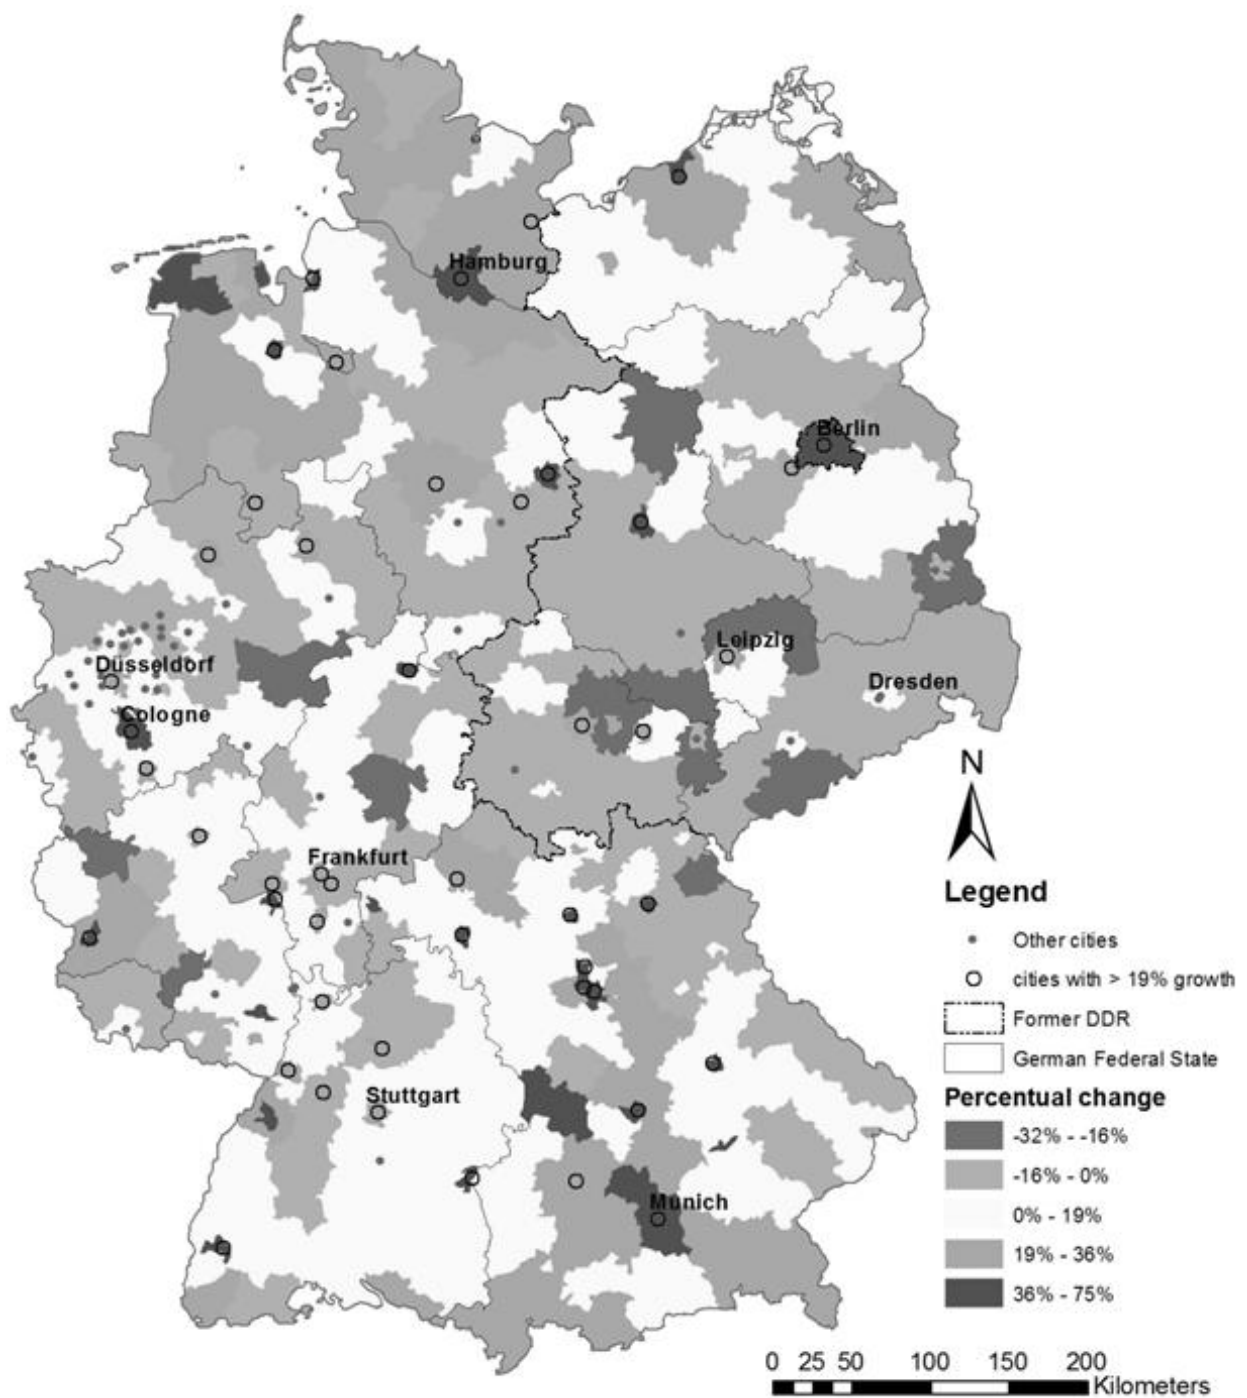 Hamburg
Berlin
Leipzig
Düsseldorf
Dresden
Cologne
N
Frankfurt
Legend
Other cities
cities with > 19% growth
Former DDR
German Federal State
Stuttgart
Percentual change
-32% - -16%
-16% - 0%
0% - 19%
Munich
19% - 36%
36% - 75%
0 25 50 100 150 200
Kilometers